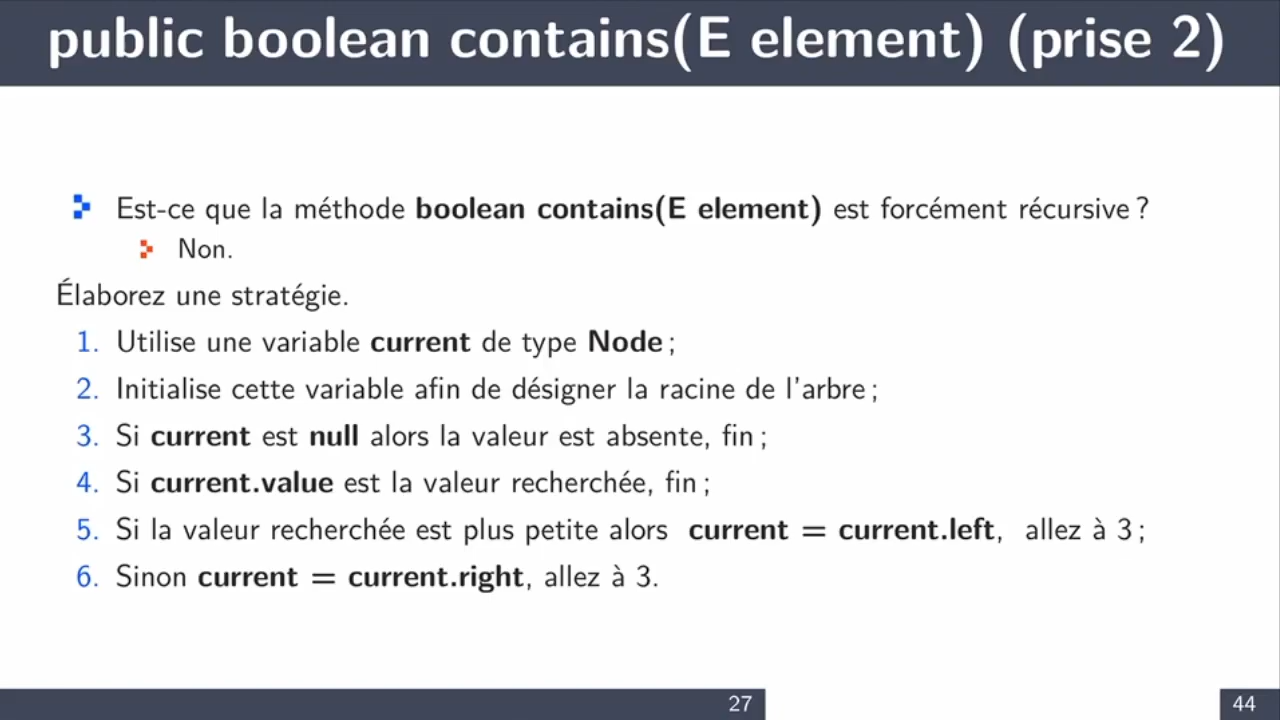 public boolean contains(E element) (prise 2)
Est-ce que la méthode boolean contains(E element) est forcément récursive ?
Non.
Élaborez une stratégie.
1. Utilise une variable current de type Node ;
2. Initialise cette variable afin de désigner la racine de l'arbre ;
3. Si current est null alors la valeur est absente, fin ;
4. Si current.value est la valeur recherchée, fin ;
5. Si la valeur recherchée est plus petite alors current = current.left, allez à 3 ;
6. Sinon current = current.right, allez à 3.
27
44